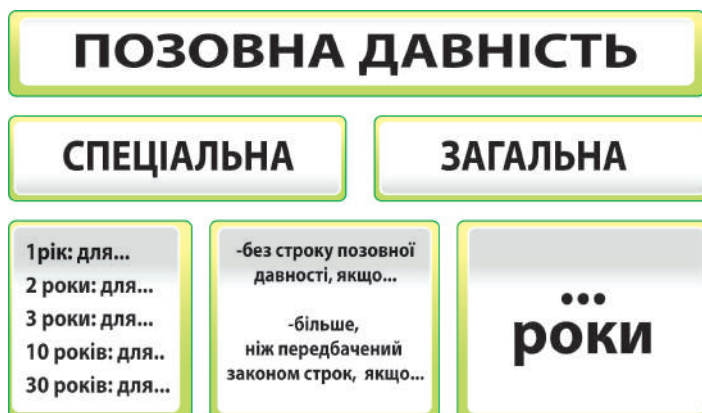 ПОЗОВНА ДАВНІСТЬ
СПЕЦІАЛЬНА
ЗАГАЛЬНА
1рік: для...
2 роки: для...
3 роки: для...
10 років: для..
30 років: для...
-без строку позовної
давності, якщо...
-більше,
ніж передбачений
законом строк, якщо...
...
роки